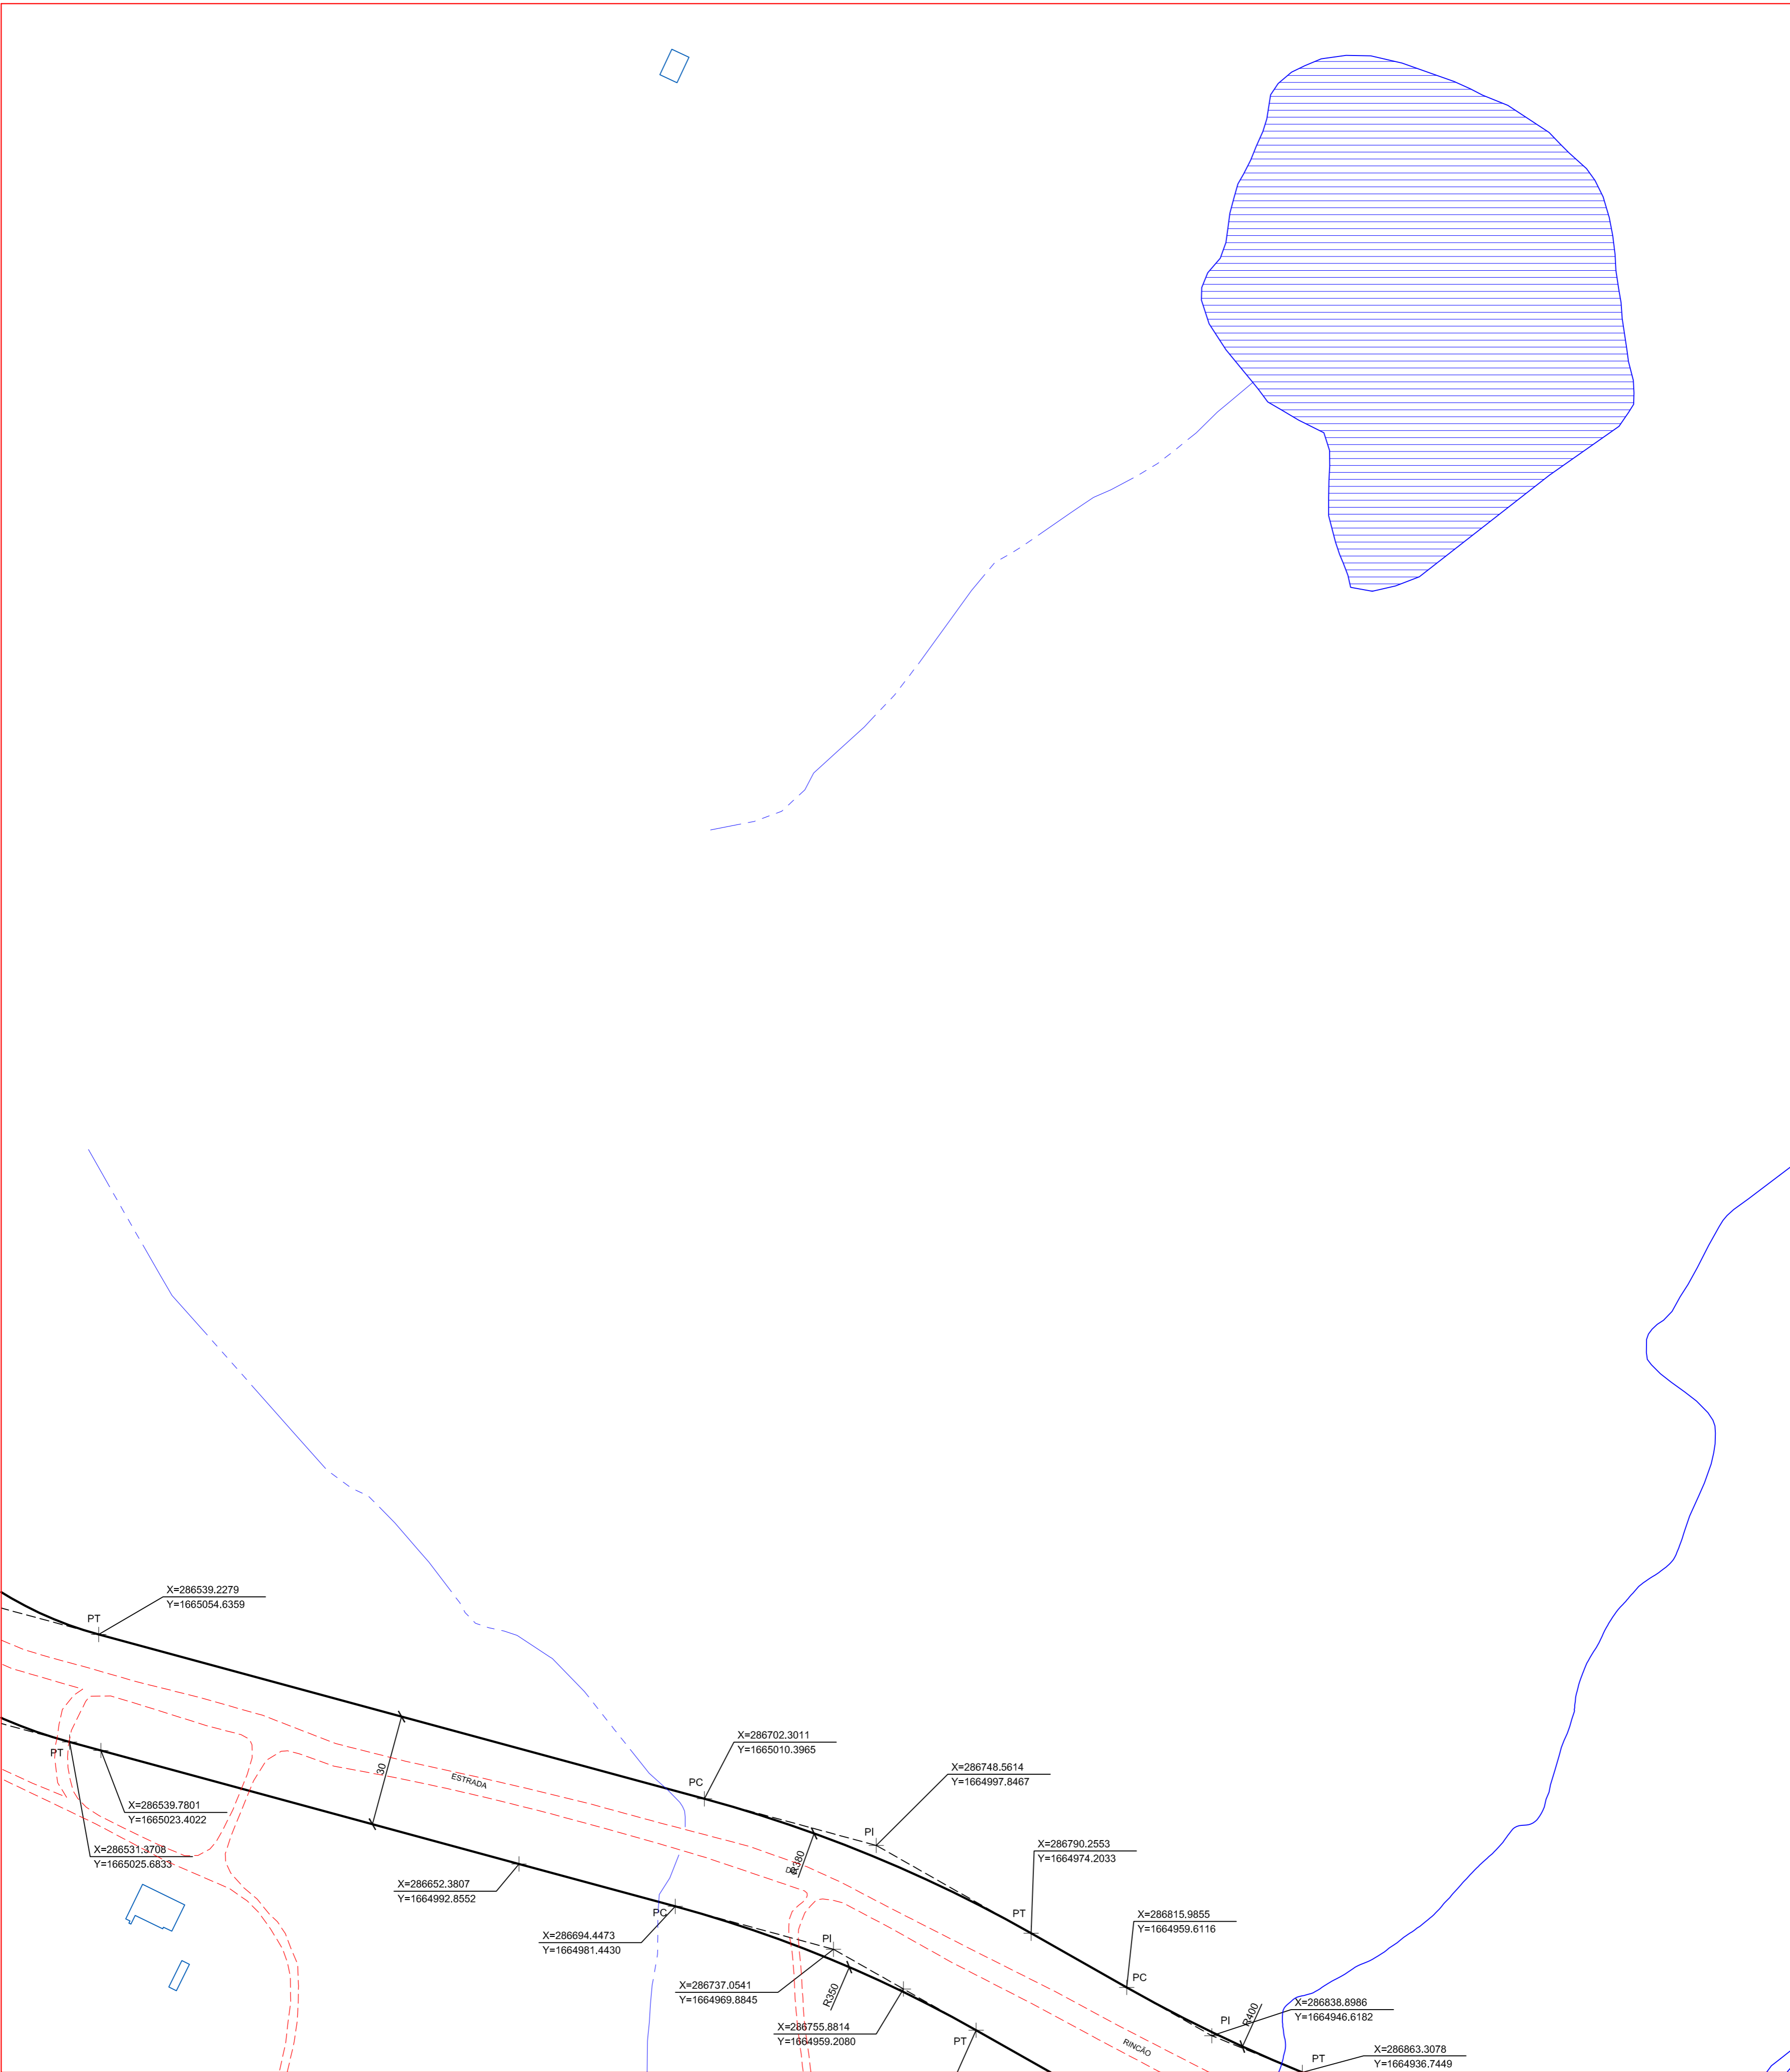 X=286539.2279
Y=1665054.6359
PT
X=286702.3011
Y=1665010.3965
PT
30
X=286748.5614
Y=1664997.8467
ESTRADA
PC
X=286539.7801
Y=1665023.4022
PI
X=286790.2553
Y=1664974.2033
X=286531.3708
Y=1665025.6833
R380
X=286652.3807
Y=1664992.8552
PC
PT
X=286815.9855
Y=1664959.6116
X=286694.4473
Y=1664981.4430
PI
PC
X=286737.0541
Y=1664969.8845
R350
X=286838.8986
Y=1664946.6182
R400
PI
X=286755.8814
Y=1664959.2080
PT
RINCÃO
X=286863.3078
Y=1664936.7449
PT